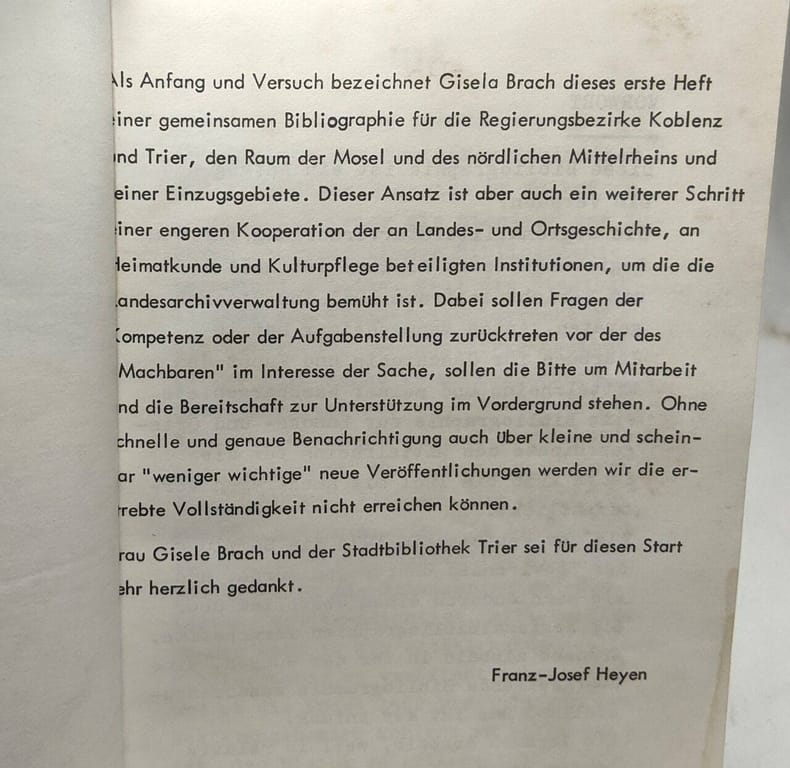 Als Anfang und Versuch bezeichnet Gisela Brach dieses erste Heft
einer gemeinsamen Bibliographie für die Regierungsbezirke Koblenz
und Trier, den Raum der Mosel und des nördlichen Mittelrheins und
einer Einzugsgebiete. Dieser Ansatz ist aber auch ein weiterer Schritt
einer engeren Kooperation der an Landes- und Ortsgeschichte, an
Heimatkunde und Kulturpflege beteiligten Institutionen, um die die
Landesarchivverwaltung bemüht ist. Dabei sollen Fragen der
Kompetenz oder der Aufgabenstellung zurücktreten vor der des
Machbaren" im Interesse der Sache, sollen die Bitte um Mitarbeit
nd die Bereitschaft zur Unterstützung im Vordergrund stehen. Ohne
chnelle und genaue Benachrichtigung auch über kleine und schein-
ar "weniger wichtige" neue Veröffentlichungen werden wir die er-
trebte Vollständigkeit nicht erreichen können.
rau Gisele Brach und der Stadtbibliothek Trier sei für diesen Start
ehr herzlich gedankt.
Franz-Josef Heyen